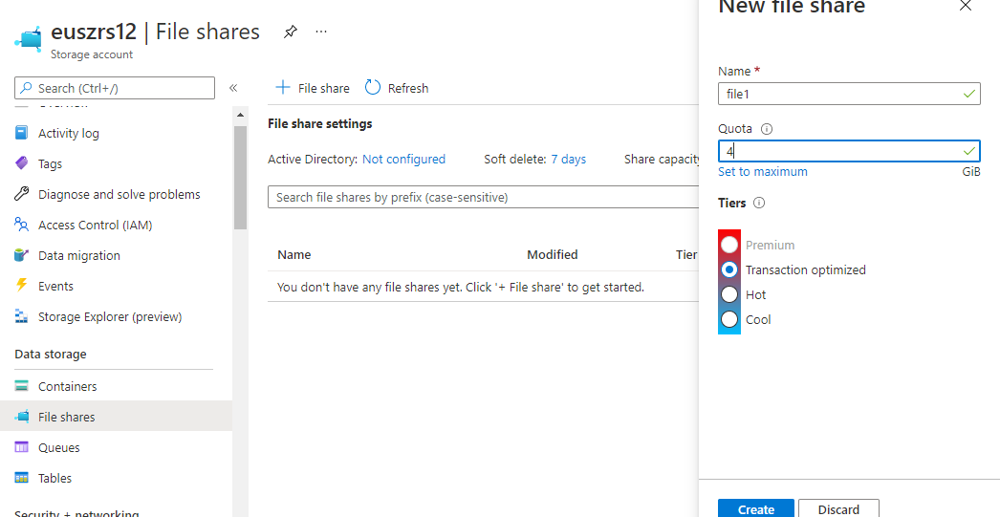 euszrs12 | File shares
...
Storage account
Search (Ctrl+/)
«
Overview
Activity log
Tags
Diagnose and solve problems
Access Control (IAM)
Data migration
Events
Storage Explorer (preview)
Data storage
Containers
File shares
Queues
Tables
Security + networking
+ File share
Refresh
File share settings
Active Directory: Not configured
Soft delete: 7 days
Share capacity
Search file shares by prefix (case-sensitive)
Name
Modified
Tier
You don't have any file shares yet. Click '+ File share' to get started.
New file share
Name *
file1
Quota
4
Set to maximum
GiB
Tiers
Premium
Transaction optimized
Hot
Cool
Create
Discard